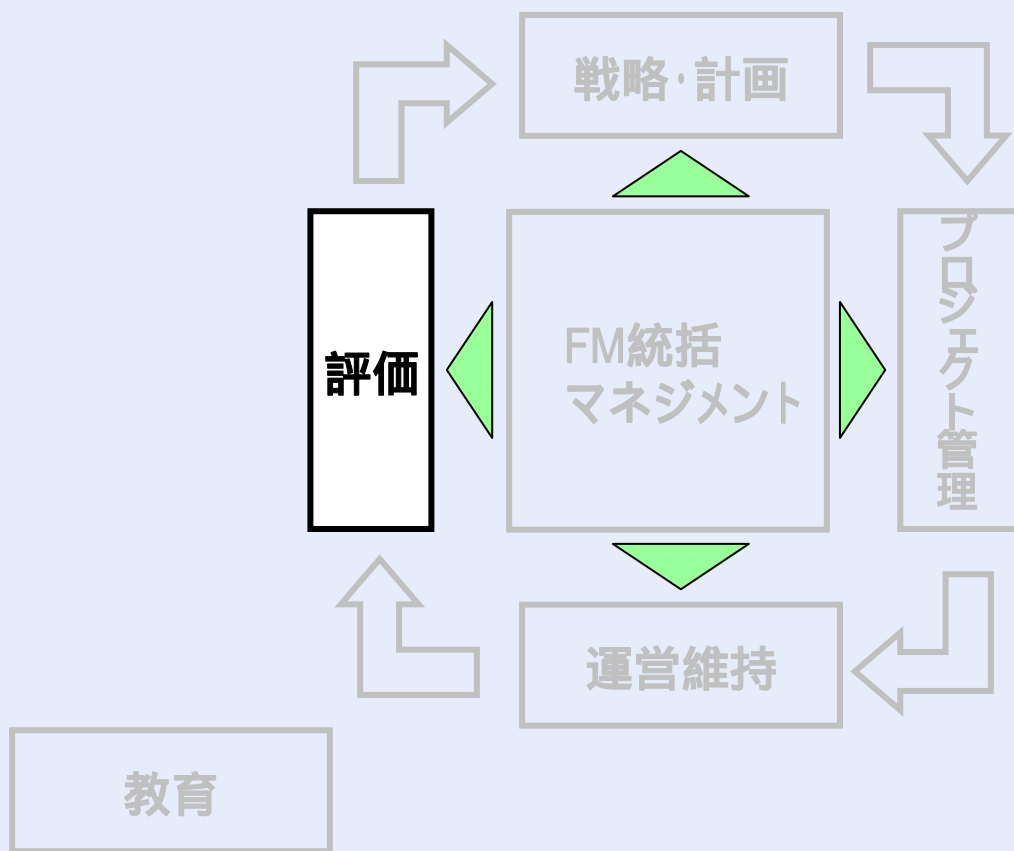 戦略・計画
評価
FM統括
マネジメント
プロジェクト管理
運営維持
教育